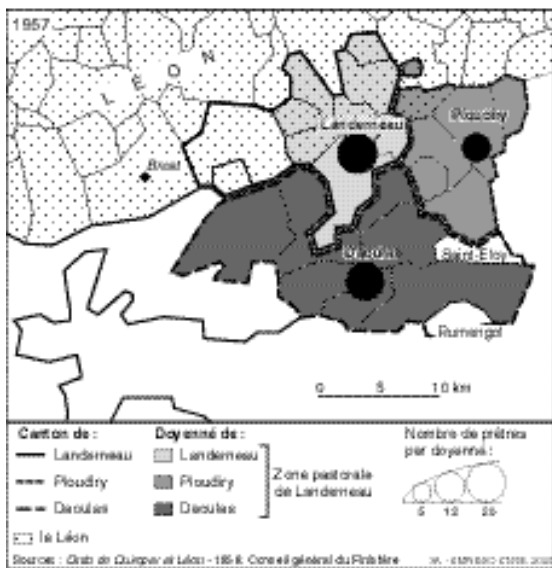 1957
LÉON
Landerneau
Ploudiry
Brest
Daoulas
Saint-Eloy
Rumengol
0 5 10 km
Canton de :
Landerneau
Ploudiry
Daoulas
le Léon
Doyenné de :
Landerneau
Ploudiry
Daoulas
Zone pastorale
de Landerneau
Nombre de prêtres
par doyenné :
5 12 25
Sources : de Quimper et Léon - 1958. Conseil général du Finistère